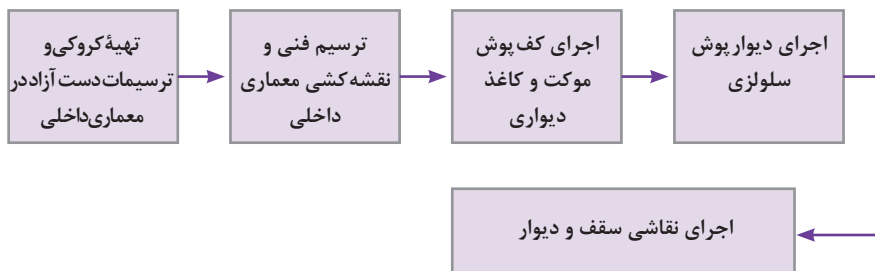 تهیهٔ کروکی و
ترسیمات دست آزاد در
معماری داخلی
ترسیم فنی و
نقشه کشی معماری
داخلی
اجرای کف پوش
موکت و کاغذ
دیواری
اجرای دیوار پوش
سلولزی
اجرای نقاشی سقف و دیوار